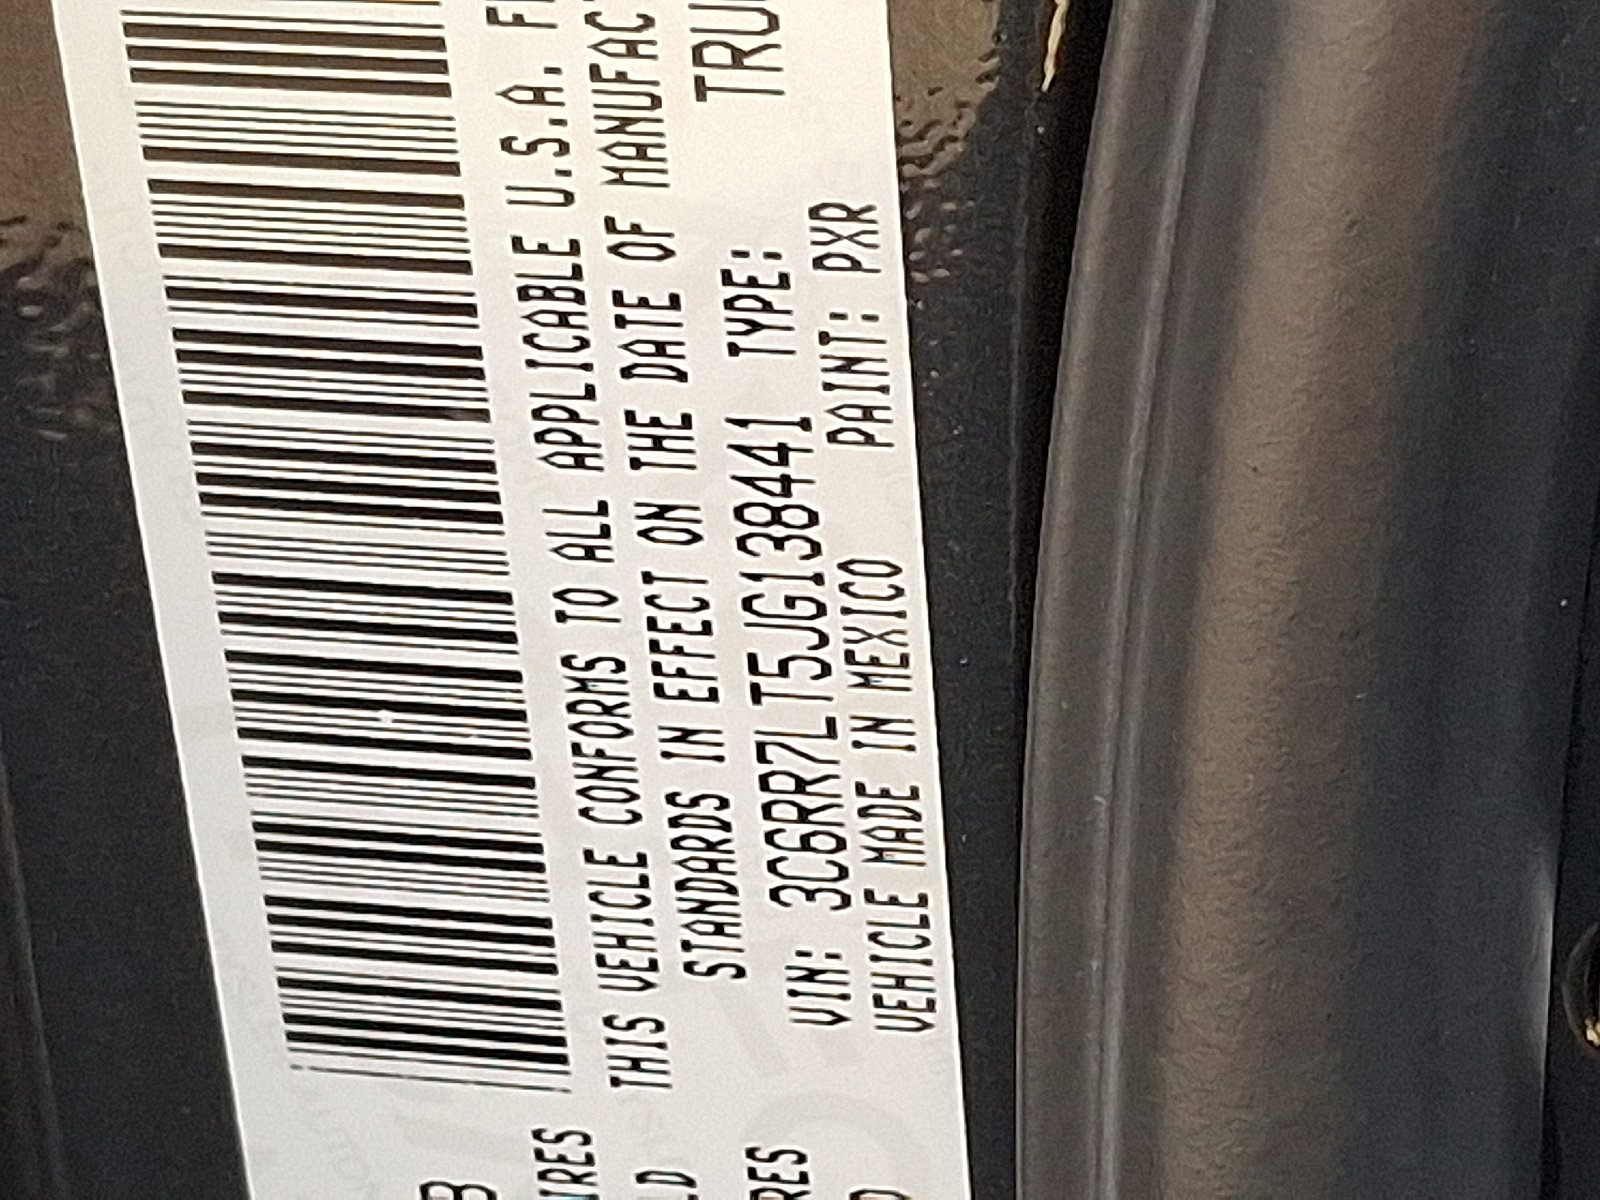 THIS VEHICLE CONFORMS TO ALL APPLICABLE U.S.A.
STANDARDS IN EFFECT ON THE DATE OF MANUFAC
VIN: 3C6RR7LT5JG138441 TYPE: TRU
VEHICLE MADE IN MEXICO PAINT: PXR